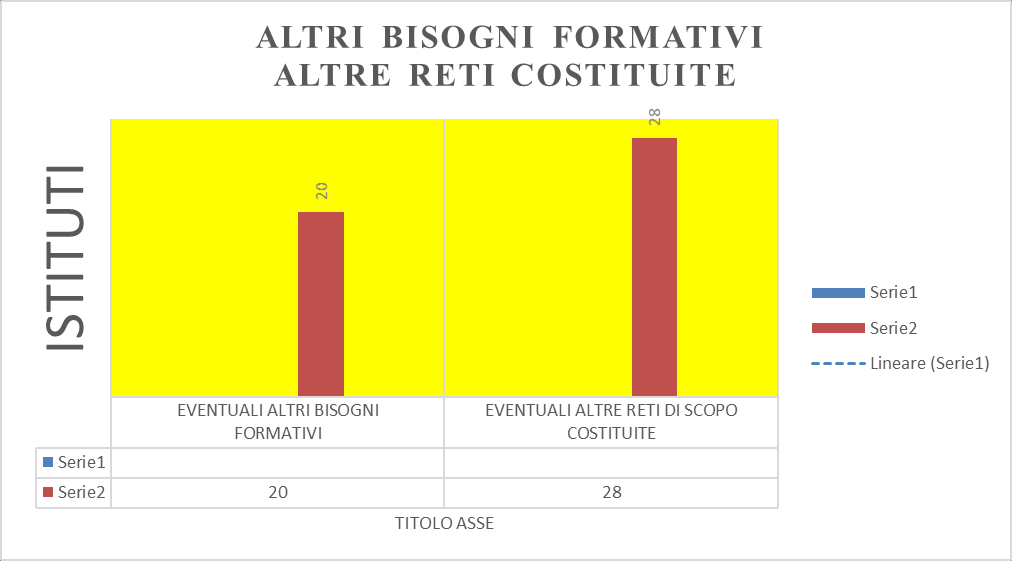 ALTRI BISOGNI FORMATIVI
ALTRE RETI COSTITUITE
ISTITUTI
20
28
EVENTUALI ALTRI BISOGNI
FORMATIVI
EVENTUALI ALTRE RETI DI SCOPO
COSTITUITE
Serie1
Serie2 20 28
TITOLO ASSE
Serie1
Serie2
Lineare (Serie1)